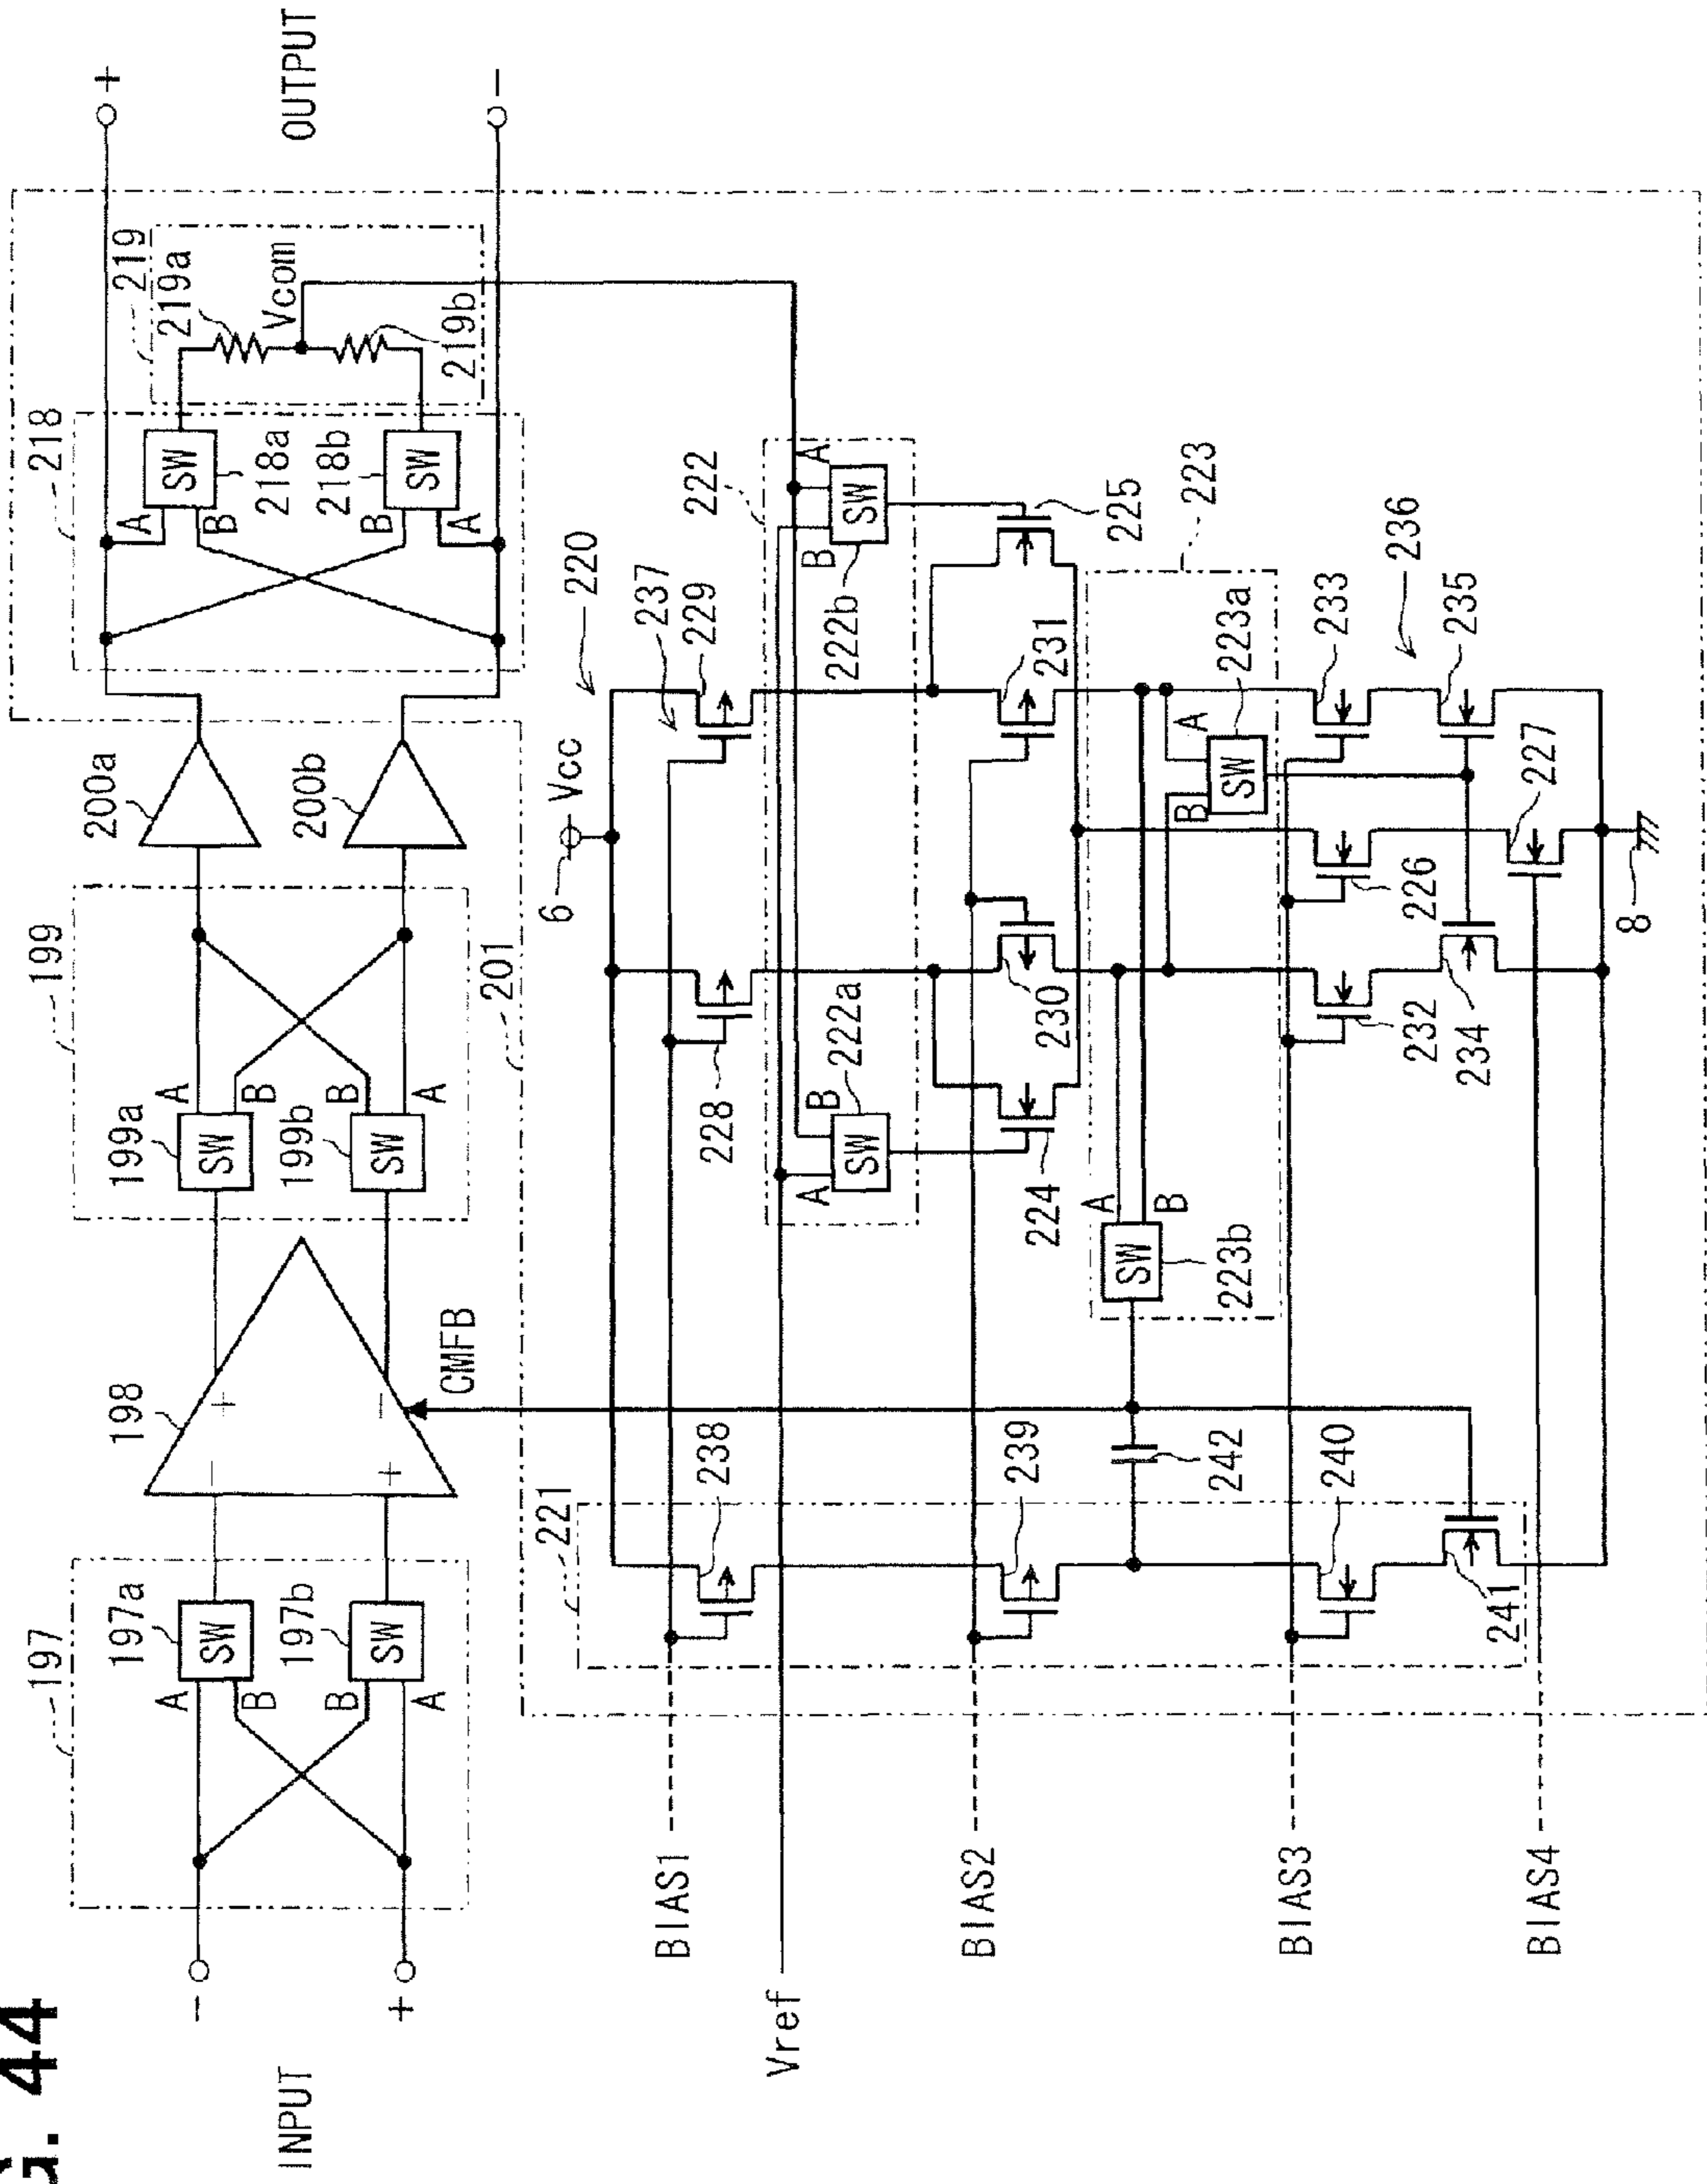 G. 44
INPUT
OUTPUT
-
+
+
-
197
197a
197b
SW
SW
A
B
B
A
198
-
+
+
-
CMFB
199
199a
199b
SW
SW
A
B
B
A
200a
200b
201
218
218a
218b
SW
SW
A
B
B
A
219
219a
219b
Vcom
6
Vcc
220
221
222
222a
222b
SW
SW
A
B
B
A
237
228
229
224
230
231
225
223
223a
223b
SW
SW
A
B
B
A
238
239
240
241
242
232
233
234
235
236
226
227
8
BIAS1
Vref
BIAS2
BIAS3
BIAS4